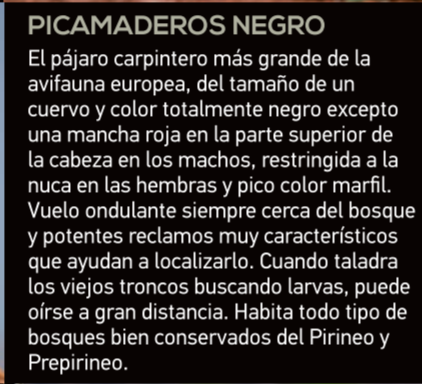 PICAMADEROS NEGRO
El pájaro carpintero más grande de la
avifauna europea, del tamaño de un
cuervo y color totalmente negro excepto
una mancha roja en la parte superior de
la cabeza en los machos, restringida a la
nuca en las hembras y pico color marfil.
Vuelo ondulante siempre cerca del bosque
y potentes reclamos muy característicos
que ayudan a localizarlo. Cuando taladra
los viejos troncos buscando larvas, puede
oírse a gran distancia. Habita todo tipo de
bosques bien conservados del Pirineo y
Prepirineo.